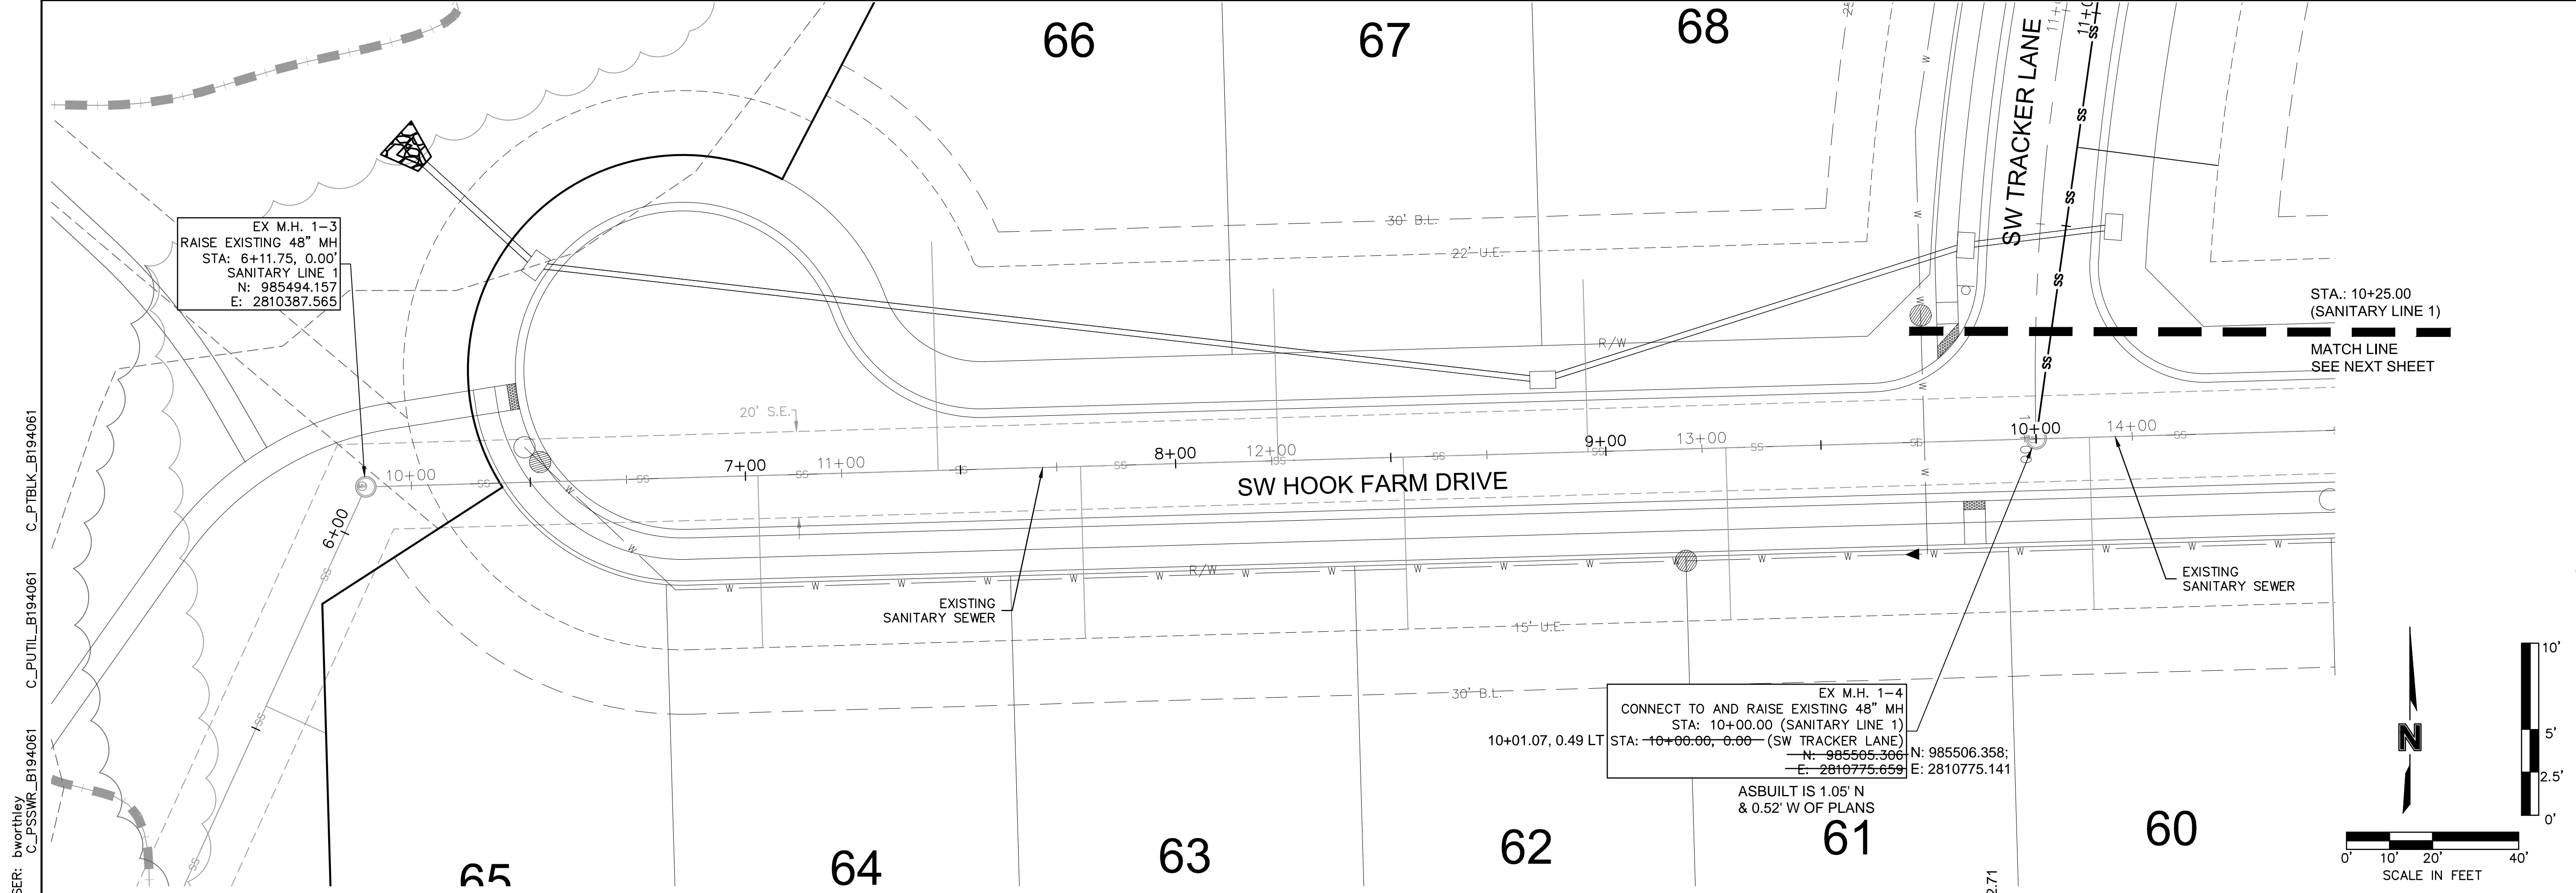 66
67
68
SW TRACKER LANE
11+0
11+0
EX M.H. 1-3
RAISE EXISTING 48" MH
STA: 6+11.75, 0.00'
SANITARY LINE 1
N: 985494.157
E: 2810387.565
30' B.L.
22' U.E.
R/W
STA.: 10+25.00
(SANITARY LINE 1)
MATCH LINE
SEE NEXT SHEET
20' S.E.
10+00
6+00
7+00
11+00
8+00
12+00
9+00
13+00
10+00
14+00
SW HOOK FARM DRIVE
EXISTING
SANITARY SEWER
EXISTING
SANITARY SEWER
R/W
15' U.E.
30' B.L.
EX M.H. 1-4
CONNECT TO AND RAISE EXISTING 48" MH
STA: 10+00.00 (SANITARY LINE 1)
10+01.07, 0.49 LT STA: 10+00.00, 0.00 (SW TRACKER LANE)
N: 985505.306 N: 985506.358;
E: 2810775.659 E: 2810775.141
ASBUILT IS 1.05' N
& 0.52' W OF PLANS
65
64
63
62
61
60
2.71
N
10'
5'
2.5'
0'
0' 10' 20' 40'
SCALE IN FEET
C_PTBLK_B194061
C_PUTIL_B194061
C_PSSWR_B194061
SER: bworthley